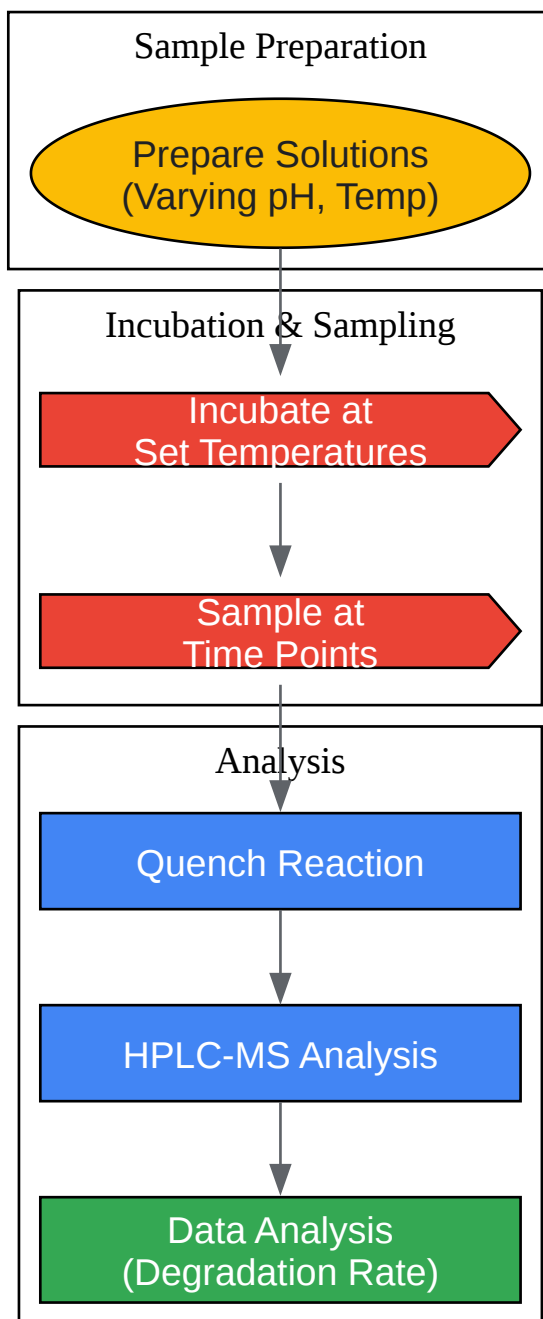 Sample Preparation
Prepare Solutions
(Varying pH, Temp)
Incubation & Sampling
Incubate at
Set Temperatures
Sample at
Time Points
Analysis
Quench Reaction
HPLC-MS Analysis
Data Analysis
(Degradation Rate)